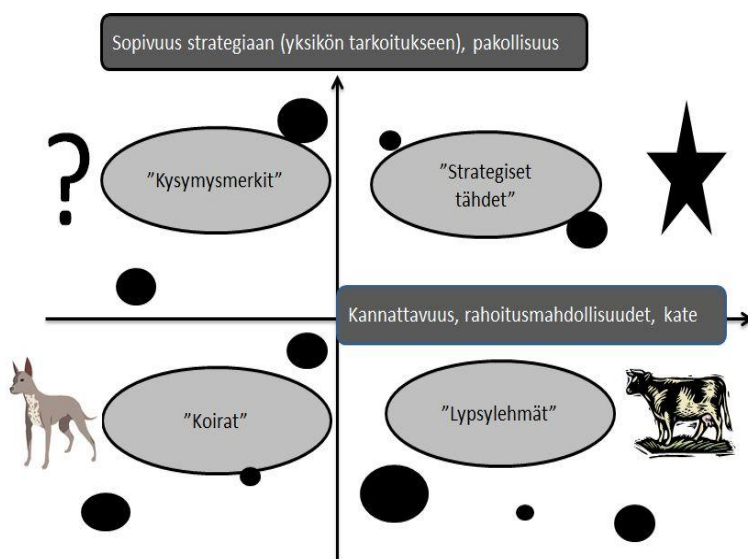 Sopivuus strategiaan (yksikön tarkoitukseen), pakollisuus
?
"Kysymysmerkit"
"Strategiset
tähdet"
Kannattavuus, rahoitusmahdollisuudet, kate
"Koirat"
"Lypsylehmät"